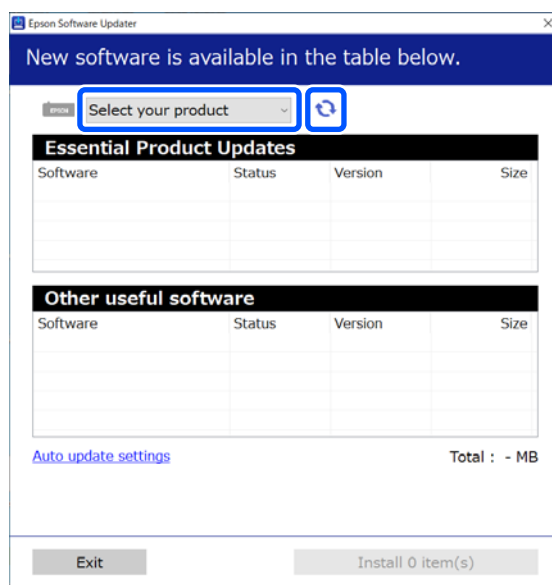 Epson Software Updater
New software is available in the table below.
EPSON Select your product
Essential Product Updates
Software Status Version Size
Other useful software
Software Status Version Size
Auto update settings Total : - MB
Exit Install 0 item(s)